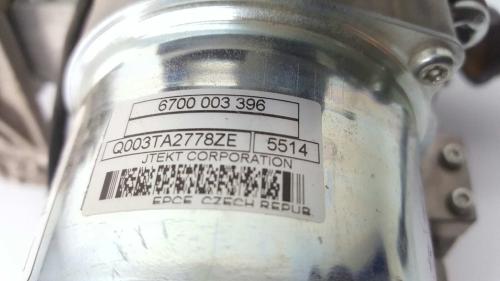 6700 003 396
Q003TA2778ZE 5514
JTEKT CORPORATION
EPCE, CZECH REPUB